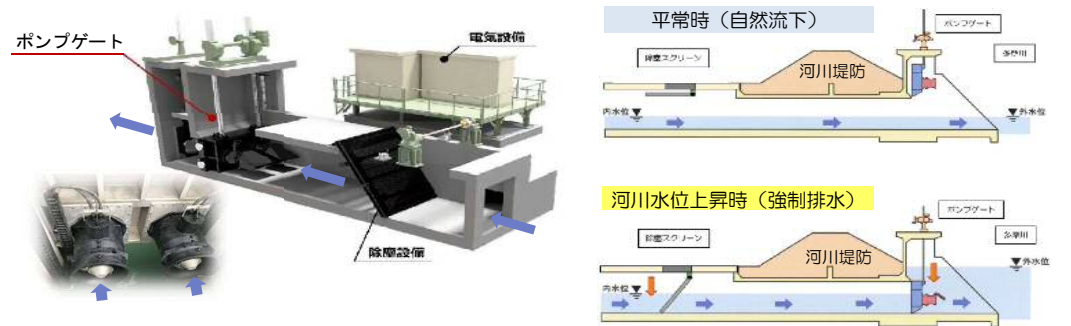 ポンプゲート
電気設備
除塵設備
平常時（自然流下）
ポンプゲート
除塵スクリーン
河川堤防
多摩川
内水位
外水位
河川水位上昇時（強制排水）
ポンプゲート
除塵スクリーン
河川堤防
多摩川
内水位
外水位